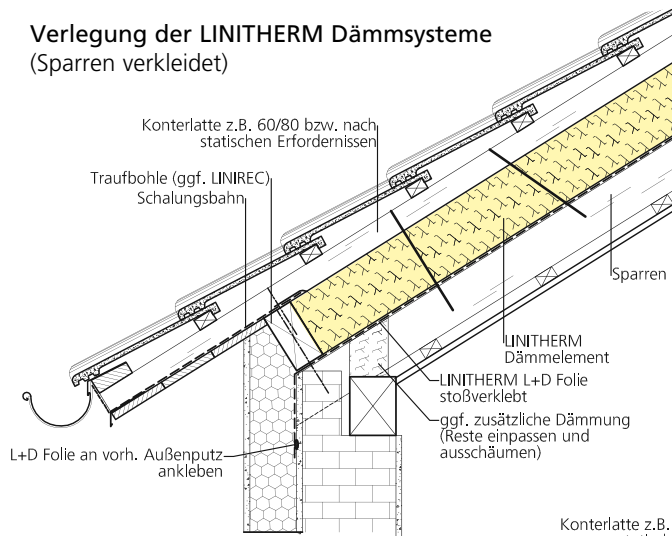 Verlegung der LINITHERM Dämmsysteme
(Sparren verkleidet)
Konterlatte z.B. 60/80 bzw. nach
statischen Erfordernissen
Traufbohle (ggf. LINIREC)
Schalungsbahn
Sparren
LINITHERM
Dämmelement
LINITHERM L+D Folie
stoßverklebt
ggf. zusätzliche Dämmung
(Reste einpassen und
ausschäumen)
L+D Folie an vorh. Außenputz
ankleben
Konterlatte z.B.